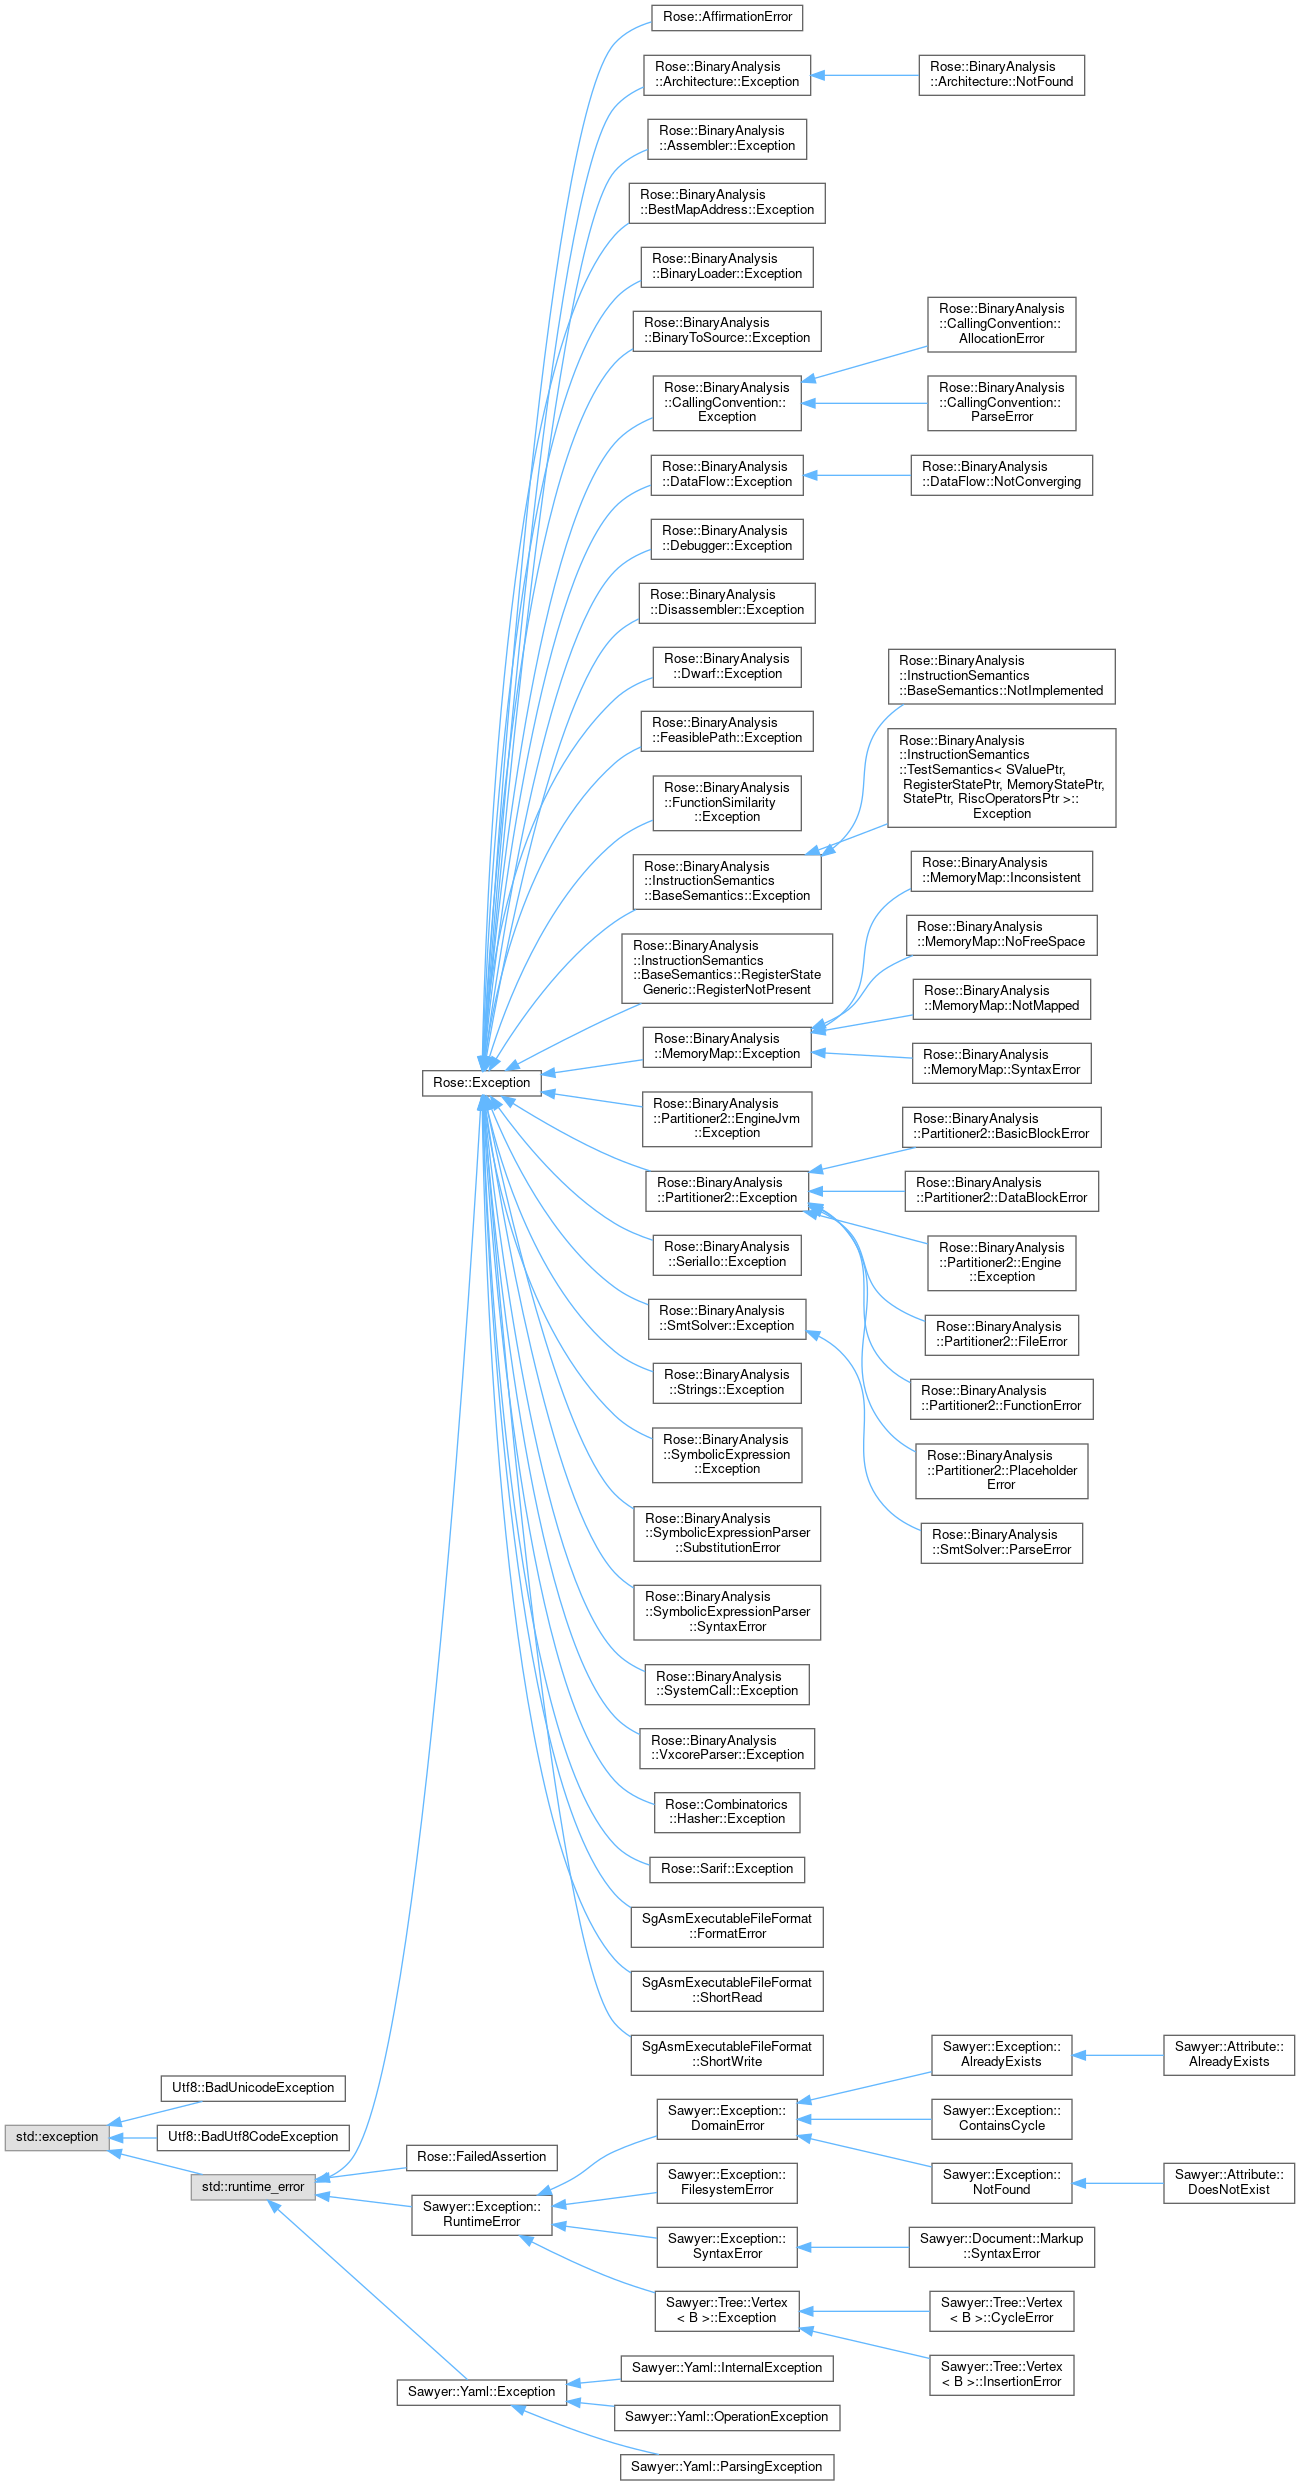 Rose::AffirmationError
Rose::BinaryAnalysis
::Architecture::Exception
Rose::BinaryAnalysis
::Architecture::NotFound
Rose::BinaryAnalysis
::Assembler::Exception
Rose::BinaryAnalysis
::BestMapAddress::Exception
Rose::BinaryAnalysis
::BinaryLoader::Exception
Rose::BinaryAnalysis
::BinaryToSource::Exception
Rose::BinaryAnalysis
::CallingConvention::
AllocationError
Rose::BinaryAnalysis
::CallingConvention::
Exception
Rose::BinaryAnalysis
::CallingConvention::
ParseError
Rose::BinaryAnalysis
::DataFlow::Exception
Rose::BinaryAnalysis
::DataFlow::NotConverging
Rose::BinaryAnalysis
::Debugger::Exception
Rose::BinaryAnalysis
::Disassembler::Exception
Rose::BinaryAnalysis
::Dwarf::Exception
Rose::BinaryAnalysis
::InstructionSemantics
::BaseSemantics::NotImplemented
Rose::BinaryAnalysis
::FeasiblePath::Exception
Rose::BinaryAnalysis
::InstructionSemantics
::TestSemantics< SValuePtr,
RegisterStatePtr, MemoryStatePtr,
StatePtr, RiscOperatorsPtr >::
Exception
Rose::BinaryAnalysis
::FunctionSimilarity
::Exception
Rose::BinaryAnalysis
::InstructionSemantics
::BaseSemantics::Exception
Rose::BinaryAnalysis
::MemoryMap::Inconsistent
Rose::BinaryAnalysis
::MemoryMap::NoFreeSpace
Rose::BinaryAnalysis
::InstructionSemantics
::BaseSemantics::RegisterState
Generic::RegisterNotPresent
Rose::BinaryAnalysis
::MemoryMap::NotMapped
Rose::BinaryAnalysis
::MemoryMap::Exception
Rose::BinaryAnalysis
::MemoryMap::SyntaxError
Rose::Exception
Rose::BinaryAnalysis
::Partitioner2::EngineJvm
::Exception
Rose::BinaryAnalysis
::Partitioner2::BasicBlockError
Rose::BinaryAnalysis
::Partitioner2::Exception
Rose::BinaryAnalysis
::Partitioner2::DataBlockError
Rose::BinaryAnalysis
::SerialIo::Exception
Rose::BinaryAnalysis
::Partitioner2::Engine
::Exception
Rose::BinaryAnalysis
::SmtSolver::Exception
Rose::BinaryAnalysis
::Partitioner2::FileError
Rose::BinaryAnalysis
::Strings::Exception
Rose::BinaryAnalysis
::Partitioner2::FunctionError
Rose::BinaryAnalysis
::SymbolicExpression
::Exception
Rose::BinaryAnalysis
::Partitioner2::Placeholder
Error
Rose::BinaryAnalysis
::SymbolicExpressionParser
::SubstitutionError
Rose::BinaryAnalysis
::SmtSolver::ParseError
Rose::BinaryAnalysis
::SymbolicExpressionParser
::SyntaxError
Rose::BinaryAnalysis
::SystemCall::Exception
Rose::BinaryAnalysis
::VxcoreParser::Exception
Rose::Combinatorics
::Hasher::Exception
Rose::Sarif::Exception
SgAsmExecutableFileFormat
::FormatError
SgAsmExecutableFileFormat
::ShortRead
SgAsmExecutableFileFormat
::ShortWrite
Sawyer::Exception::
AlreadyExists
Sawyer::Attribute::
AlreadyExists
Utf8::BadUnicodeException
Sawyer::Exception::
DomainError
Sawyer::Exception::
ContainsCycle
std::exception
Utf8::BadUtf8CodeException
Rose::FailedAssertion
std::runtime_error
Sawyer::Exception::
FilesystemError
Sawyer::Exception::
NotFound
Sawyer::Attribute::
DoesNotExist
Sawyer::Exception::
RuntimeError
Sawyer::Exception::
SyntaxError
Sawyer::Document::Markup
::SyntaxError
Sawyer::Tree::Vertex
< B >::Exception
Sawyer::Tree::Vertex
< B >::CycleError
Sawyer::Tree::Vertex
< B >::InsertionError
Sawyer::Yaml::InternalException
Sawyer::Yaml::Exception
Sawyer::Yaml::OperationException
Sawyer::Yaml::ParsingException